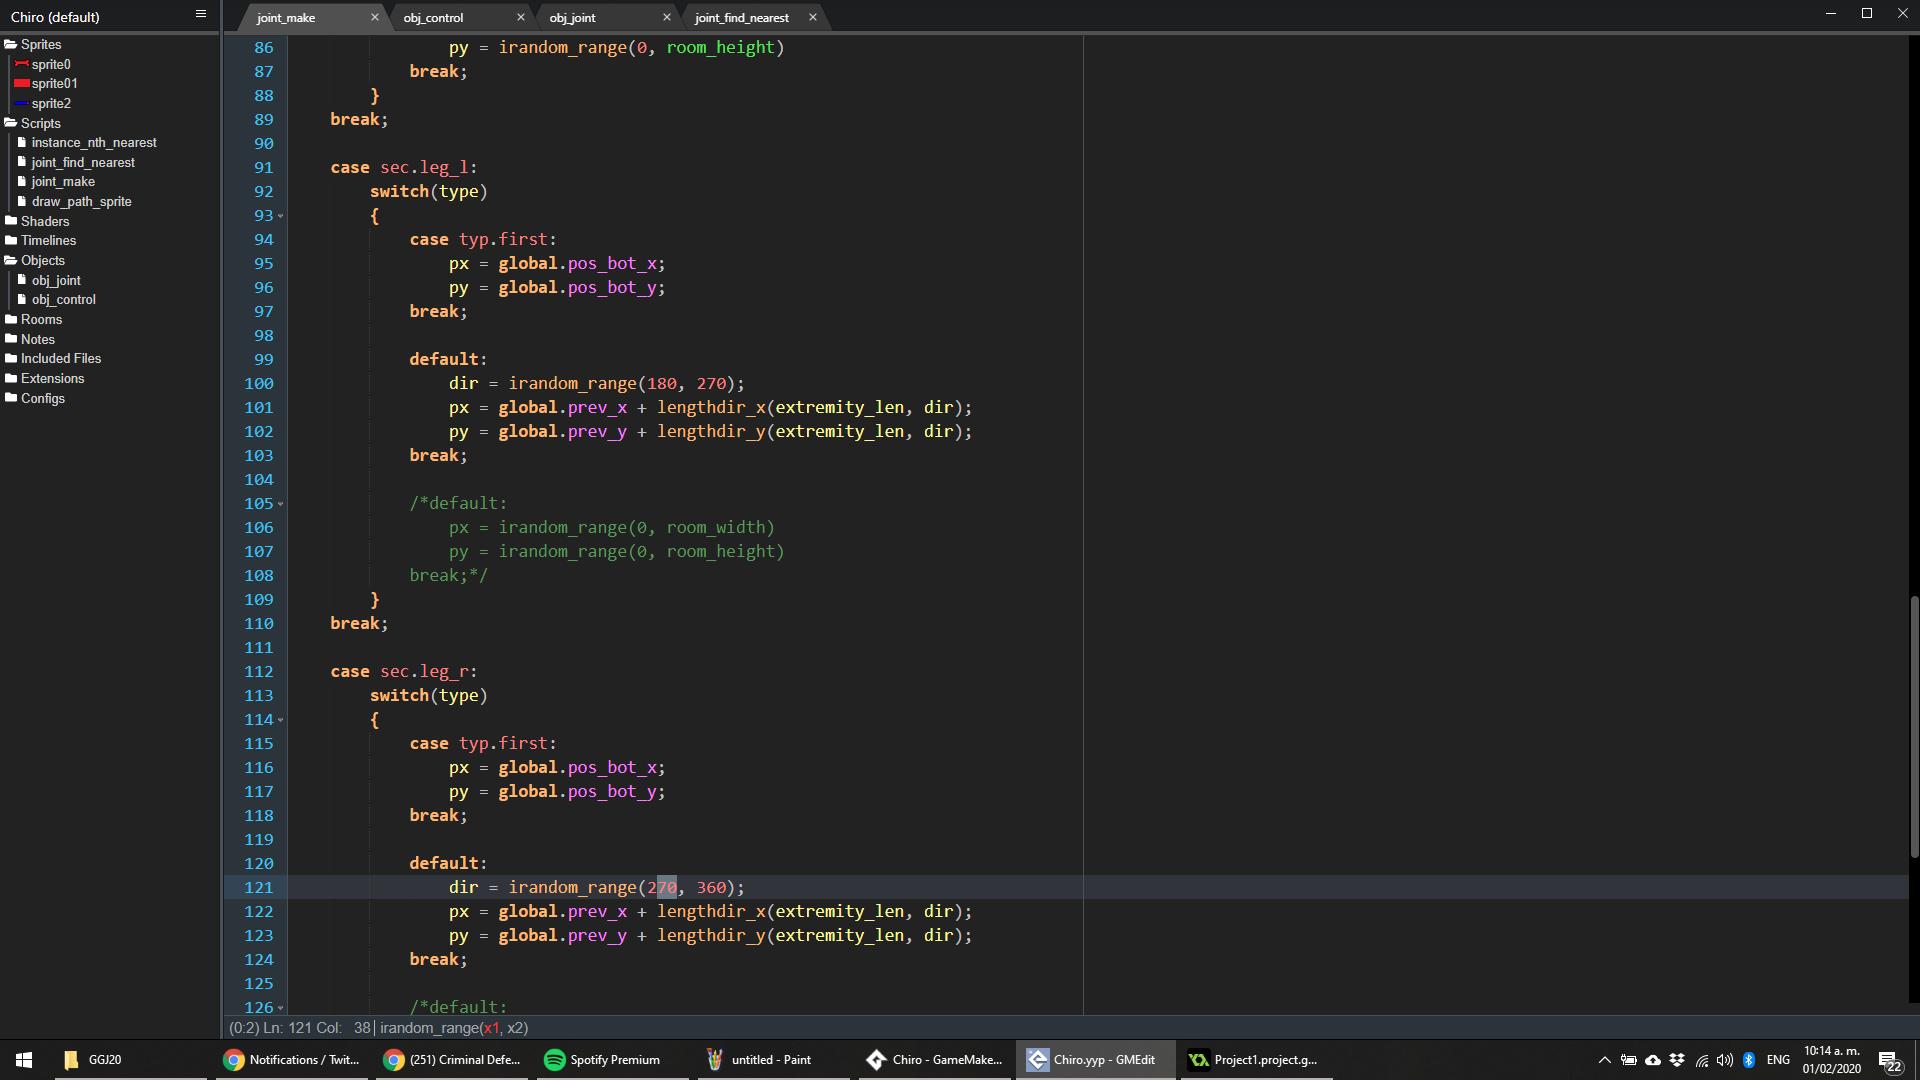 Chiro (default)
joint_make
obj_control
obj_joint
joint_find_nearest
Sprites
sprite0
sprite01
sprite2
Scripts
instance_nth_nearest
joint_find_nearest
joint_make
draw_path_sprite
Shaders
Timelines
Objects
obj_joint
obj_control
Rooms
Notes
Included Files
Extensions
Configs
86 py = irandom_range(0, room_height)
87 break;
88 }
89 break;
90
91 case sec.leg_l:
92 switch(type)
93 {
94 case typ.first:
95 px = global.pos_bot_x;
96 py = global.pos_bot_y;
97 break;
98
99 default:
100 dir = irandom_range(180, 270);
101 px = global.prev_x + lengthdir_x(extremity_len, dir);
102 py = global.prev_y + lengthdir_y(extremity_len, dir);
103 break;
104
105 /*default:
106 px = irandom_range(0, room_width)
107 py = irandom_range(0, room_height)
108 break;*/
109 }
110 break;
111
112 case sec.leg_r:
113 switch(type)
114 {
115 case typ.first:
116 px = global.pos_bot_x;
117 py = global.pos_bot_y;
118 break;
119
120 default:
121 dir = irandom_range(270, 360);
122 px = global.prev_x + lengthdir_x(extremity_len, dir);
123 py = global.prev_y + lengthdir_y(extremity_len, dir);
124 break;
125
126 /*default:
(0:2) Ln: 121 Col: 38 irandom_range(x1, x2)
GGJ20
Notifications / Twit...
(251) Criminal Defe...
Spotify Premium
untitled - Paint
Chiro - GameMake...
Chiro.yyp - GMEdit
Project1.project.g...
ENG
10:14 a. m.
01/02/2020
22